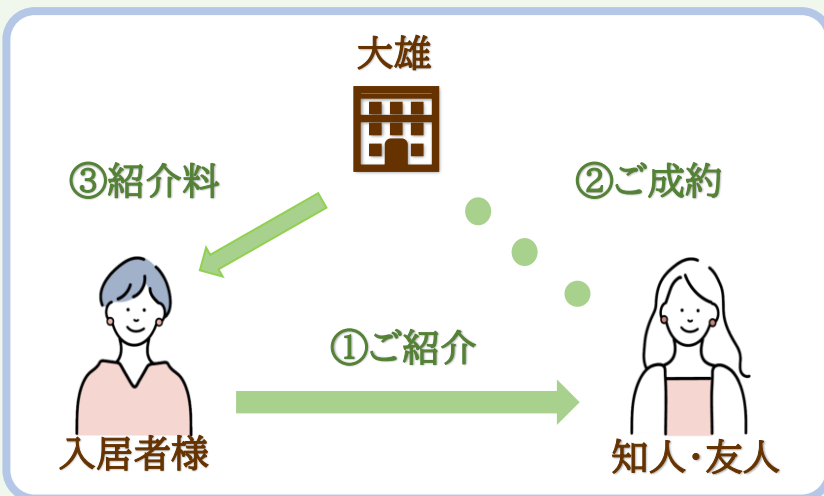 大雄
③紹介料
②ご成約
①ご紹介
入居者様
知人・友人